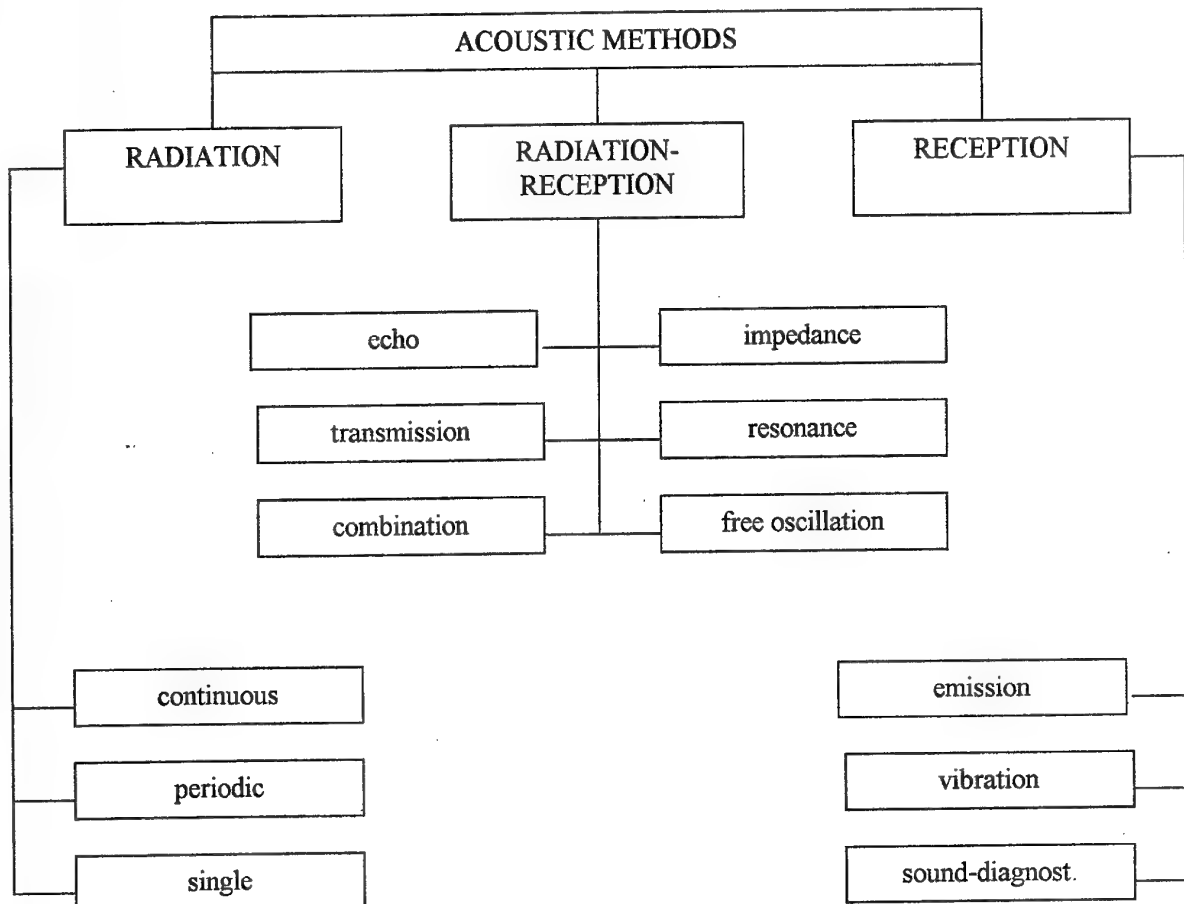 ACOUSTIC METHODS
RADIATION
RADIATION-
RECEPTION
RECEPTION
echo
impedance
transmission
resonance
combination
free oscillation
continuous
emission
periodic
vibration
single
sound-diagnost.